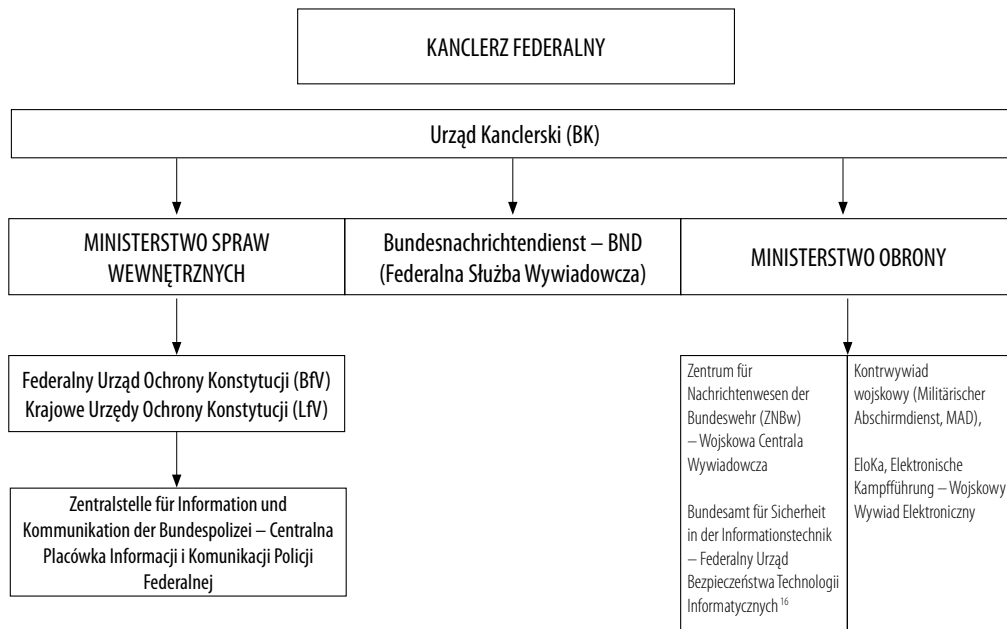 KANCLERZ FEDERALNY
Urząd Kanclerski (BK)
MINISTERSTWO SPRAW
WEWNĘTRZNYCH
Bundesnachrichtendienst – BND
(Federalna Służba Wywiadowcza)
MINISTERSTWO OBRONY
Federalny Urząd Ochrony Konstytucji (BfV)
Krajowe Urzędy Ochrony Konstytucji (LfV)
Zentralstelle für Information und
Kommunikation der Bundespolizei – Centralna
Placówka Informacji i Komunikacji Policji
Federalnej
Zentrum für
Nachrichtenwesen der
Bundeswehr (ZNBw)
– Wojskowa Centrala
Wywiadowcza
Bundesamt für Sicherheit
in der Informationstechnik
– Federalny Urząd
Bezpieczeństwa Technologii
Informatycznych 16
Kontrwywiad
wojskowy (Militärischer
Abschirmdienst, MAD),
EloKa, Elektronische
Kampfführung – Wojskowy
Wywiad Elektroniczny